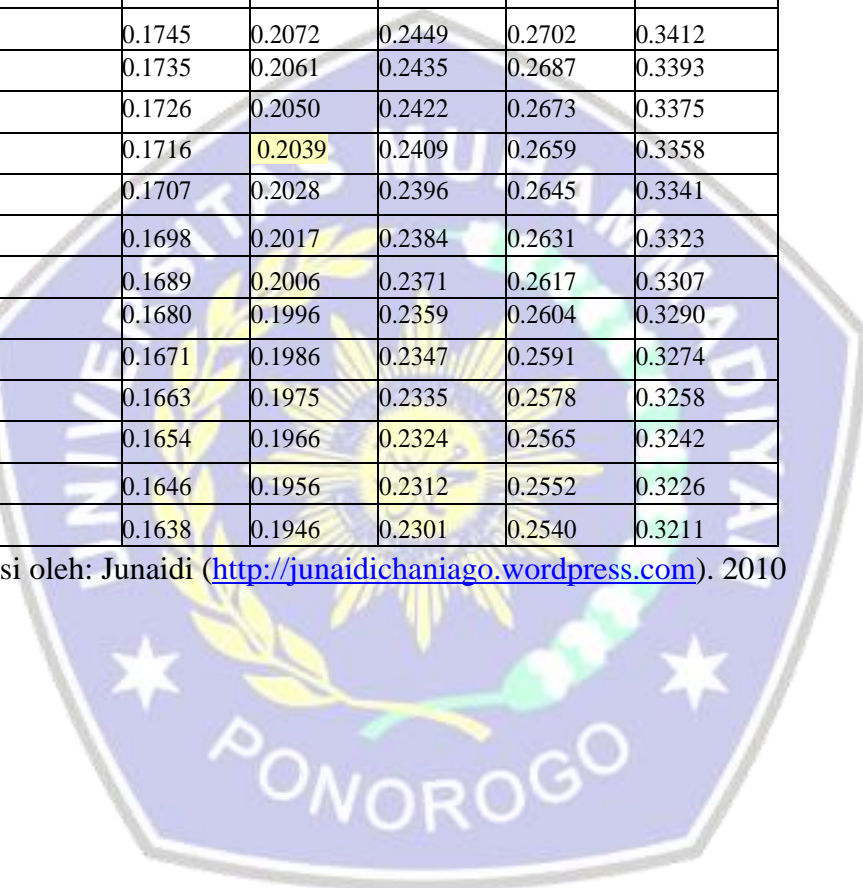 0.1745 0.2072 0.2449 0.2702 0.3412
0.1735 0.2061 0.2435 0.2687 0.3393
0.1726 0.2050 0.2422 0.2673 0.3375
0.1716 0.2039 0.2409 0.2659 0.3358
0.1707 0.2028 0.2396 0.2645 0.3341
0.1698 0.2017 0.2384 0.2631 0.3323
0.1689 0.2006 0.2371 0.2617 0.3307
0.1680 0.1996 0.2359 0.2604 0.3290
0.1671 0.1986 0.2347 0.2591 0.3274
0.1663 0.1975 0.2335 0.2578 0.3258
0.1654 0.1966 0.2324 0.2565 0.3242
0.1646 0.1956 0.2312 0.2552 0.3226
0.1638 0.1946 0.2301 0.2540 0.3211
si oleh: Junaidi (http://junaidichaniago.wordpress.com). 2010
UNIVERSITAS MUHAMMADIYAH
PONOROGO